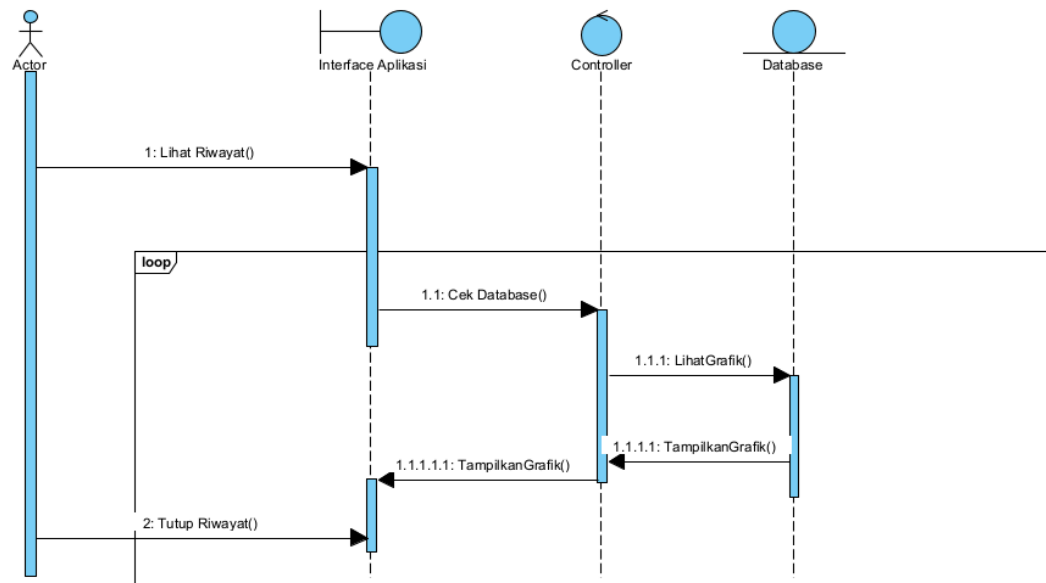 Actor
Interface Aplikasi
Controller
Database
1: Lihat Riwayat()
loop
1.1: Cek Database()
1.1.1: LihatGrafik()
1.1.1.1: TampilkanGrafik()
1.1.1.1.1: TampilkanGrafik()
2: Tutup Riwayat()